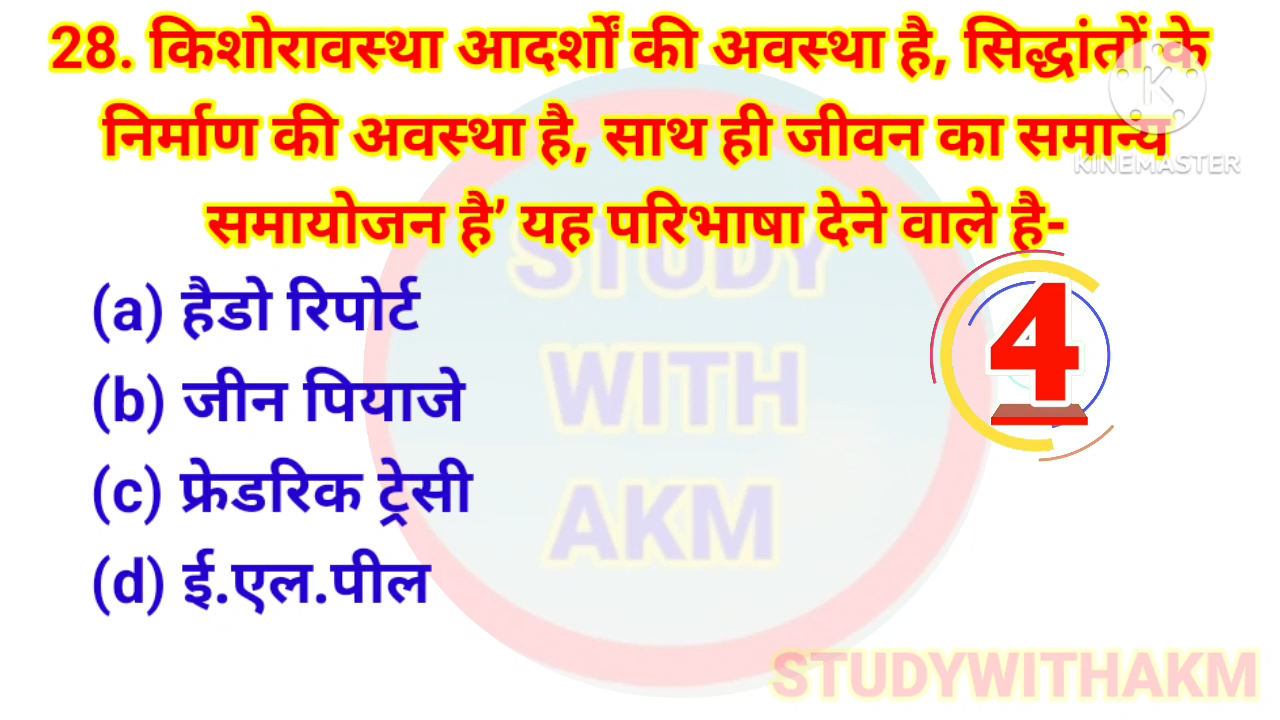 28. किशोरावस्था आदर्शों की अवस्था है, सिद्धांतों के
निर्माण की अवस्था है, साथ ही जीवन का समान्य
समायोजन है’ यह परिभाषा देने वाले है-
(a) हैडो रिपोर्ट
(b) जीन पियाजे
(c) फ्रेडरिक ट्रेसी
(d) ई.एल.पील
4
K
KINEMASTER
STUDY
WITH
AKM
STUDYWITHAKM